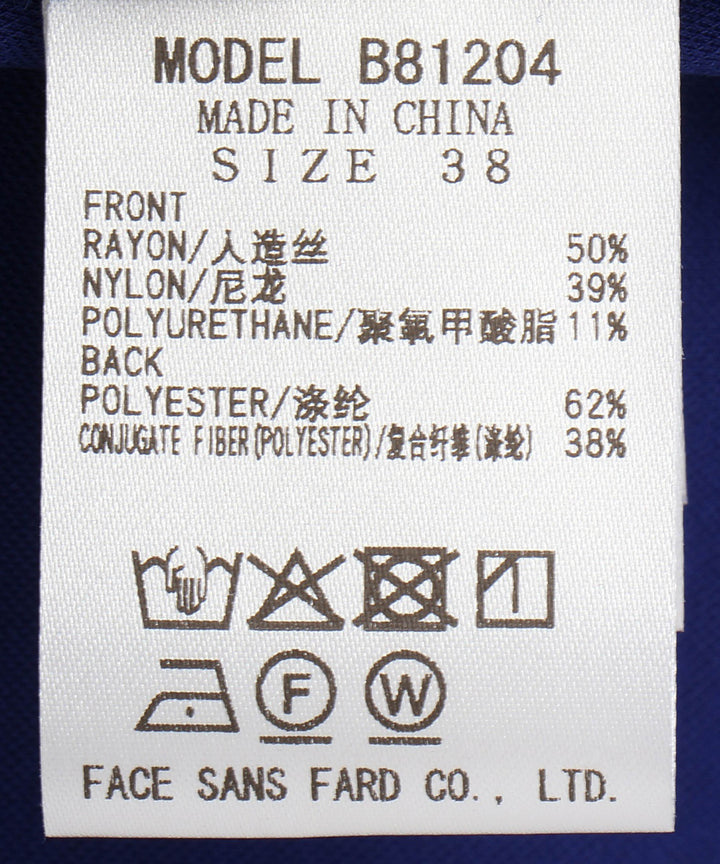 MODEL B81204
MADE IN CHINA
SIZE 38
FRONT
RAYON/人造丝 50%
NYLON/尼龙 39%
POLYURETHANE/聚氨甲酸脂 11%
BACK
POLYESTER/涤纶 62%
CONJUGATE FIBER(POLYESTER)/复合纤维(涤纶) 38%
F W
FACE SANS FARD CO., LTD.